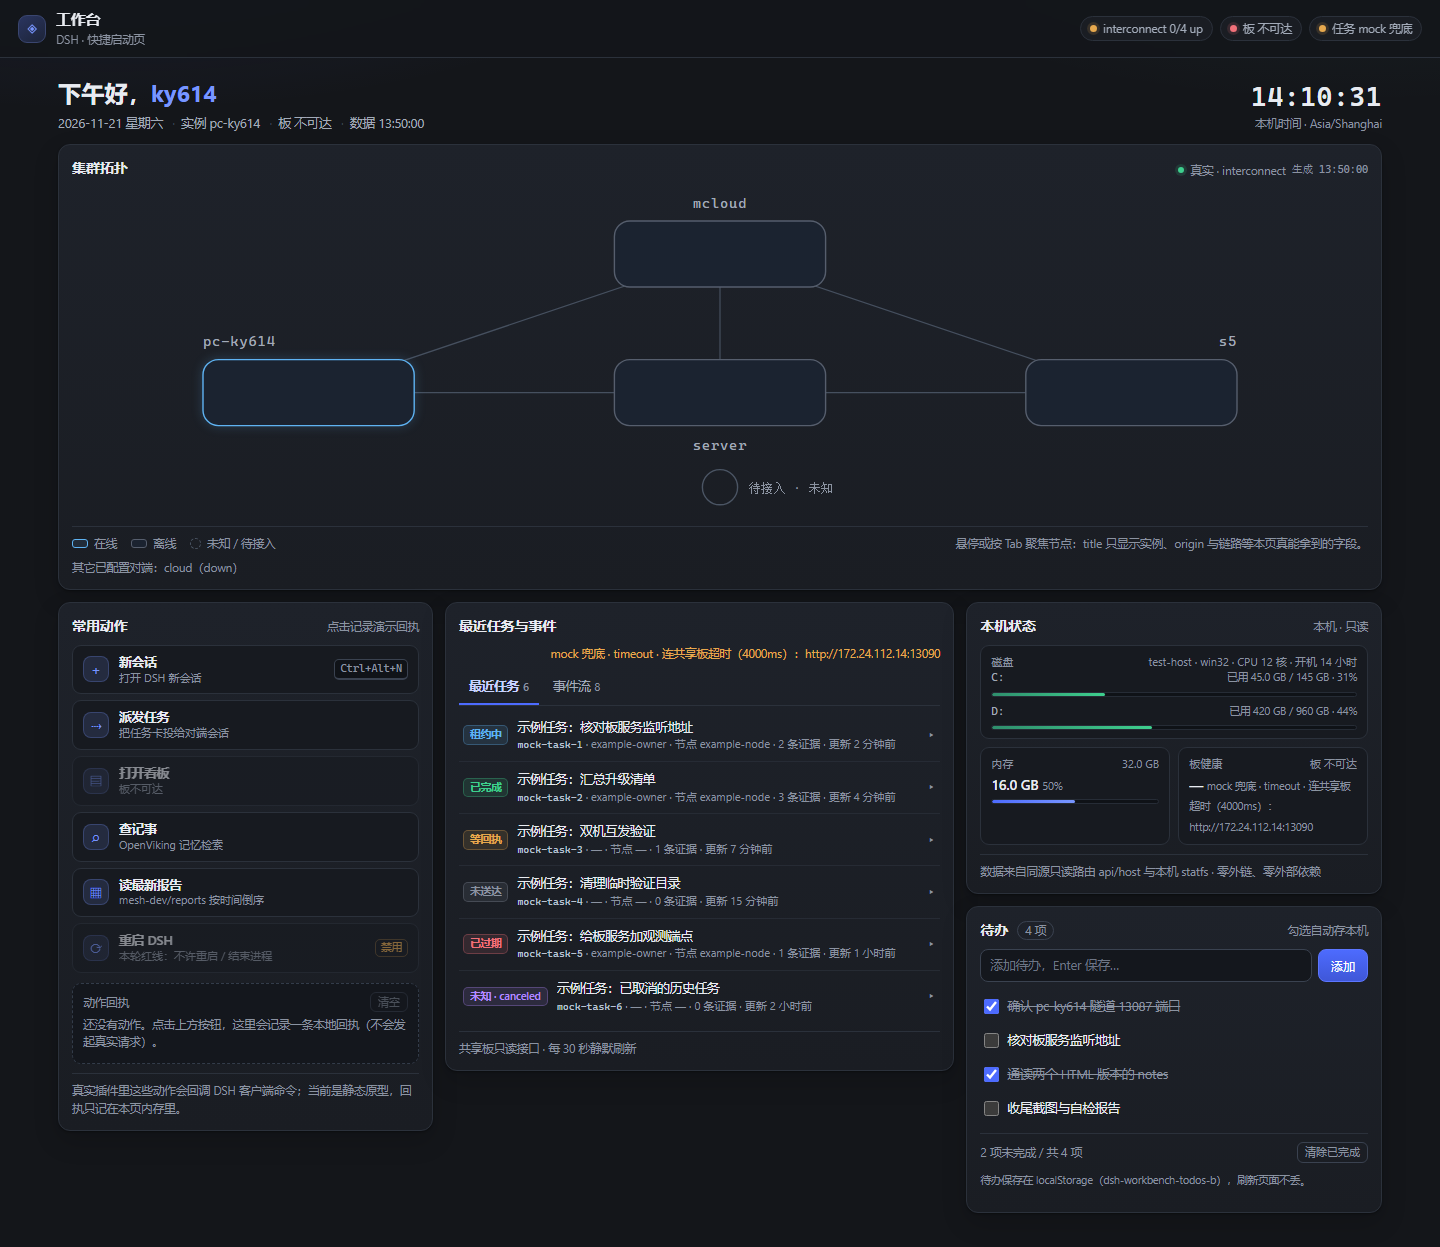 工作台
DSH · 快捷启动页
interconnect 0/4 up
板 不可达
任务 mock 兜底
下午好，ky614
14:10:31
2026-11-21 星期六 · 实例 pc-ky614 · 板 不可达 · 数据 13:50:00
本机时间 · Asia/Shanghai
集群拓扑
真实 · interconnect 生成 13:50:00
mcloud
pc-ky614
s5
server
待接入 · 未知
在线
离线
未知 / 待接入
悬停或按 Tab 聚焦节点：title 只显示实例、origin 与链路等本页真能拿到的字段。
其它已配置对端：cloud（down）
常用动作
点击记录演示回执
新会话
打开 DSH 新会话
Ctrl+Alt+N
派发任务
把任务卡投给对端会话
打开看板
板不可达
查记事
OpenViking 记忆检索
读最新报告
mesh-dev/reports 按时间倒序
重启 DSH
本轮红线：不许重启 / 结束进程
禁用
动作回执
清空
还没有动作。点击上方按钮，这里会记录一条本地回执（不会发
起真实请求）。
真实插件里这些动作会回调 DSH 客户端命令；当前是静态原型，回
执只记在本页内存里。
最近任务与事件
mock 兜底 · timeout · 连共享板超时（4000ms）：http://172.24.112.14:13090
最近任务 6
事件流 8
租约中
示例任务：核对板服务监听地址
mock-task-1 · example-owner · 节点 example-node · 2 条证据 · 更新 2 分钟前
已完成
示例任务：汇总升级清单
mock-task-2 · example-owner · 节点 example-node · 3 条证据 · 更新 4 分钟前
等回执
示例任务：双机互发验证
mock-task-3 · — · 节点 — · 1 条证据 · 更新 7 分钟前
未送达
示例任务：清理临时验证目录
mock-task-4 · — · 节点 — · 0 条证据 · 更新 15 分钟前
已过期
示例任务：给板服务加观测端点
mock-task-5 · example-owner · 节点 example-node · 1 条证据 · 更新 1 小时前
未知 · canceled
示例任务：已取消的历史任务
mock-task-6 · — · 节点 — · 0 条证据 · 更新 2 小时前
共享板只读接口 · 每 30 秒静默刷新
本机状态
本机 · 只读
磁盘
test-host · win32 · CPU 12 核 · 开机 14 小时
C:
已用 45.0 GB / 145 GB · 31%
D:
已用 420 GB / 960 GB · 44%
内存
32.0 GB
16.0 GB 50%
板健康
板 不可达
— mock 兜底 · timeout · 连共享板
超时（4000ms）：
http://172.24.112.14:13090
数据来自同源只读路由 api/host 与本机 statfs · 零外链、零外部依赖
待办
4 项
勾选自动存本机
添加待办，Enter 保存…
添加
确认 pc-ky614 隧道 13087 端口
核对板服务监听地址
通读两个 HTML 版本的 notes
收尾截图与自检报告
2 项未完成 / 共 4 项
清除已完成
待办保存在 localStorage（dsh-workbench-todos-b），刷新页面不丢。